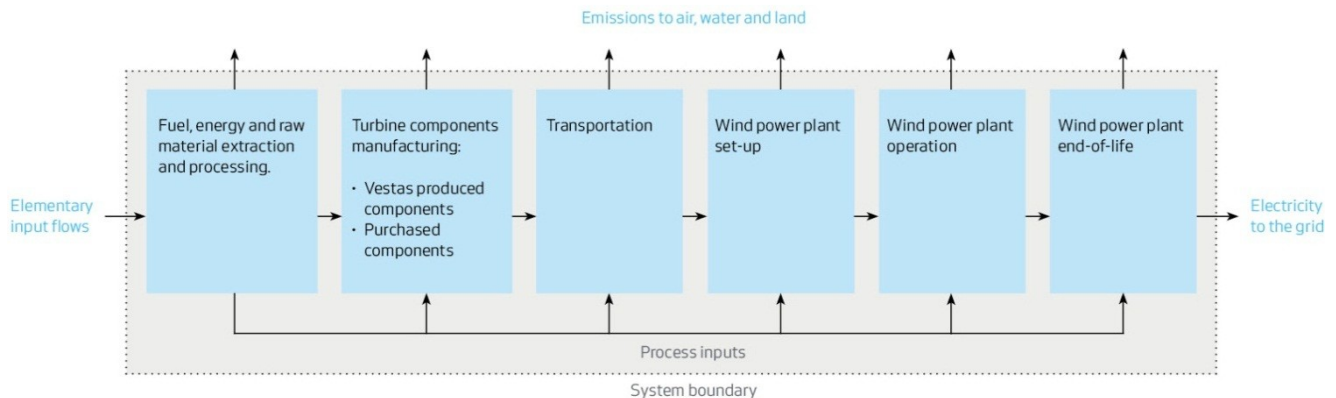 Emissions to air, water and land
Elementary
input flows
Fuel, energy and raw
material extraction
and processing.
Turbine components
manufacturing:
• Vestas produced
components
• Purchased
components
Transportation
Wind power plant
set-up
Wind power plant
operation
Wind power plant
end-of-life
Electricity
to the grid
Process inputs
System boundary